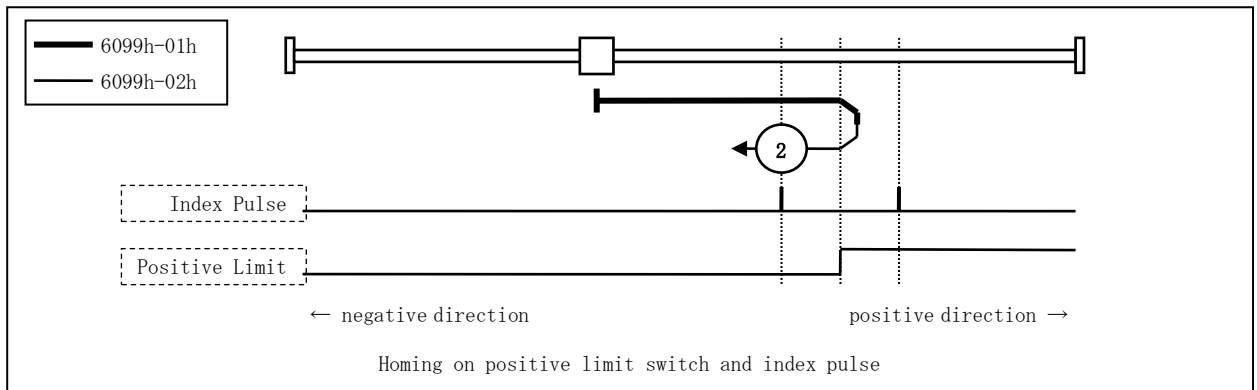 6099h-01h
6099h-02h
2
Index Pulse
Positive Limit
← negative direction
positive direction →
Homing on positive limit switch and index pulse